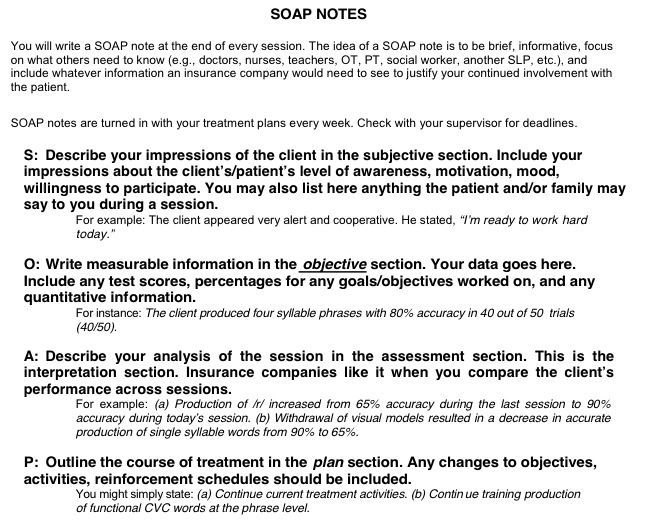 SOAP NOTES
You will write a SOAP note at the end of every session. The idea of a SOAP note is to be brief, informative, focus
on what others need to know (e.g., doctors, nurses, teachers, OT, PT, social worker, another SLP, etc.), and
include whatever information an insurance company would need to see to justify your continued involvement with
the patient.
SOAP notes are turned in with your treatment plans every week. Check with your supervisor for deadlines.
S: Describe your impressions of the client in the subjective section. Include your
impressions about the client's/patient's level of awareness, motivation, mood,
willingness to participate. You may also list here anything the patient and/or family may
say to you during a session.
For example: The client appeared very alert and cooperative. He stated, "I'm ready to work hard
today."
O: Write measurable information in the objective section. Your data goes here.
Include any test scores, percentages for any goals/objectives worked on, and any
quantitative information.
For instance: The client produced four syllable phrases with 80% accuracy in 40 out of 50 trials
(40/50).
A: Describe your analysis of the session in the assessment section. This is the
interpretation section. Insurance companies like it when you compare the client's
performance across sessions.
For example: (a) Production of /r/ increased from 65% accuracy during the last session to 90%
accuracy during today's session. (b) Withdrawal of visual models resulted in a decrease in accurate
production of single syllable words from 90% to 65%.
P: Outline the course of treatment in the plan section. Any changes to objectives,
activities, reinforcement schedules should be included.
You might simply state: (a) Continue current treatment activities. (b) Continue training production
of functional CVC words at the phrase level.